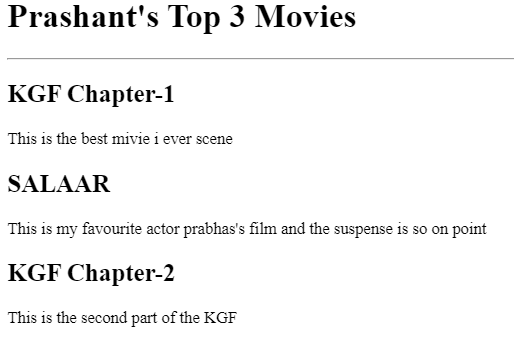 Prashant's Top 3 Movies
KGF Chapter-1
This is the best mivie i ever scene
SALAAR
This is my favourite actor prabhas's film and the suspense is so on point
KGF Chapter-2
This is the second part of the KGF